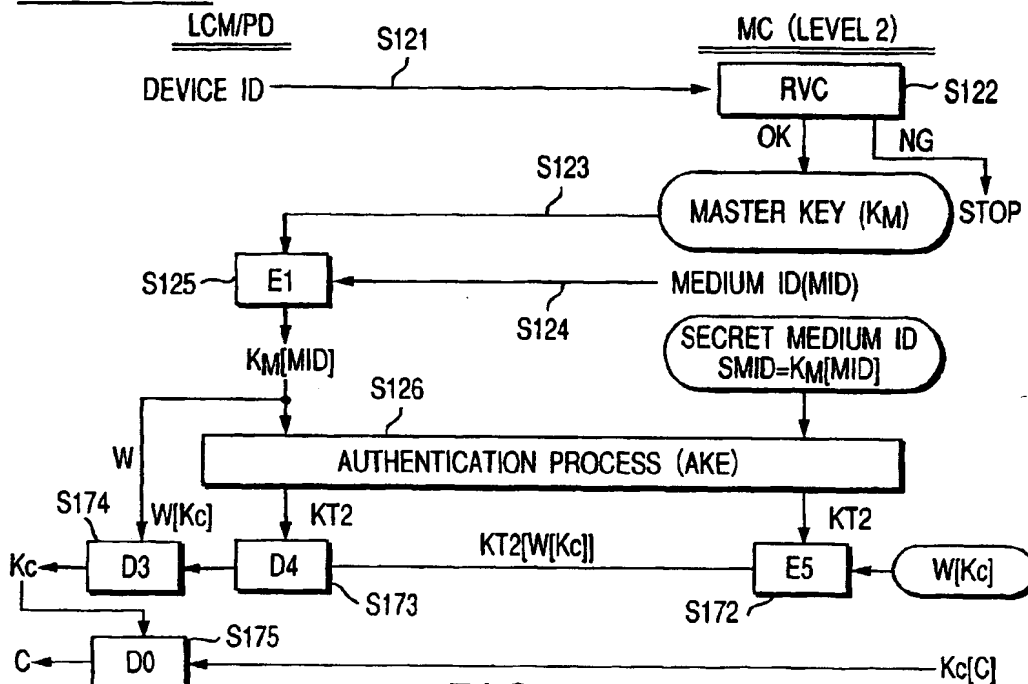 LCM/PD
MC (LEVEL 2)
S121
DEVICE ID
RVC
S122
OK
NG
S123
MASTER KEY (KM)
STOP
S125
E1
MEDIUM ID(MID)
S124
KM[MID]
SECRET MEDIUM ID
SMID=KM[MID]
S126
W
AUTHENTICATION PROCESS (AKE)
S174
W[Kc]
KT2
KT2
KT2[W[Kc]]
Kc
D3
D4
E5
W[Kc]
S173
S172
S175
C
D0
Kc[C]